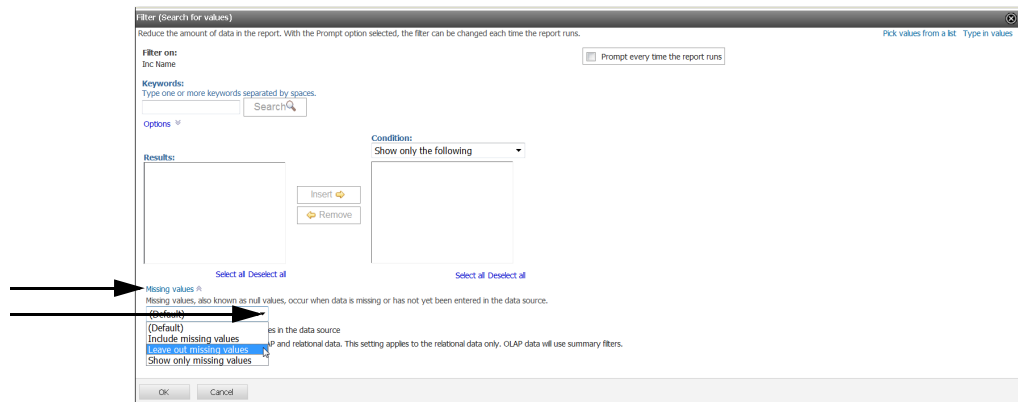 Filter (Search for values)
Reduce the amount of data in the report. With the Prompt option selected, the filter can be changed each time the report runs.
Pick values from a list Type in values
Filter on:
Inc Name
Prompt every time the report runs
Keywords:
Type one or more keywords separated by spaces.
Search
Options
Condition:
Show only the following
Results:
Insert
Remove
Select all Deselect all
Select all Deselect all
Missing values
Missing values, also known as null values, occur when data is missing or has not yet been entered in the data source.
(Default)
(Default)
Include missing values
Leave out missing values
Show only missing values
in the data source
and relational data. This setting applies to the relational data only. OLAP data will use summary filters.
OK
Cancel